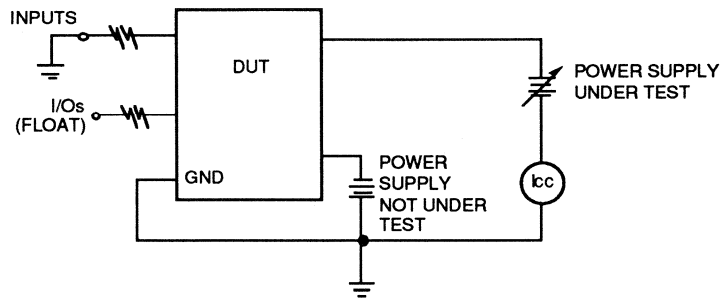 INPUTS
DUT
I/Os
(FLOAT)
GND
POWER
SUPPLY
NOT UNDER
TEST
POWER SUPPLY
UNDER TEST
Icc